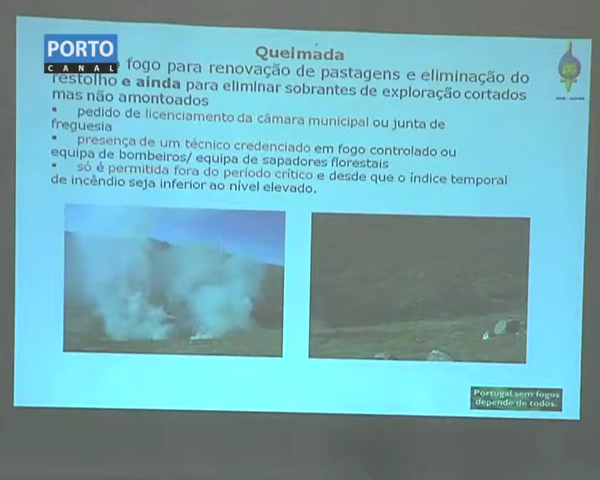 PORTO
CANAL
Queimada
fogo para renovação de pastagens e eliminação do
restolho e ainda para eliminar sobrantes de exploração cortados
mas não amontoados
▪ pedido de licenciamento da câmara municipal ou junta de
freguesia
▪ presença de um técnico credenciado em fogo controlado ou
equipa de bombeiros/ equipa de sapadores florestais
▪ só é permitida fora do período crítico e desde que o índice temporal
de incêndio seja inferior ao nível elevado.
Portugal sem fogos
depende de todos.